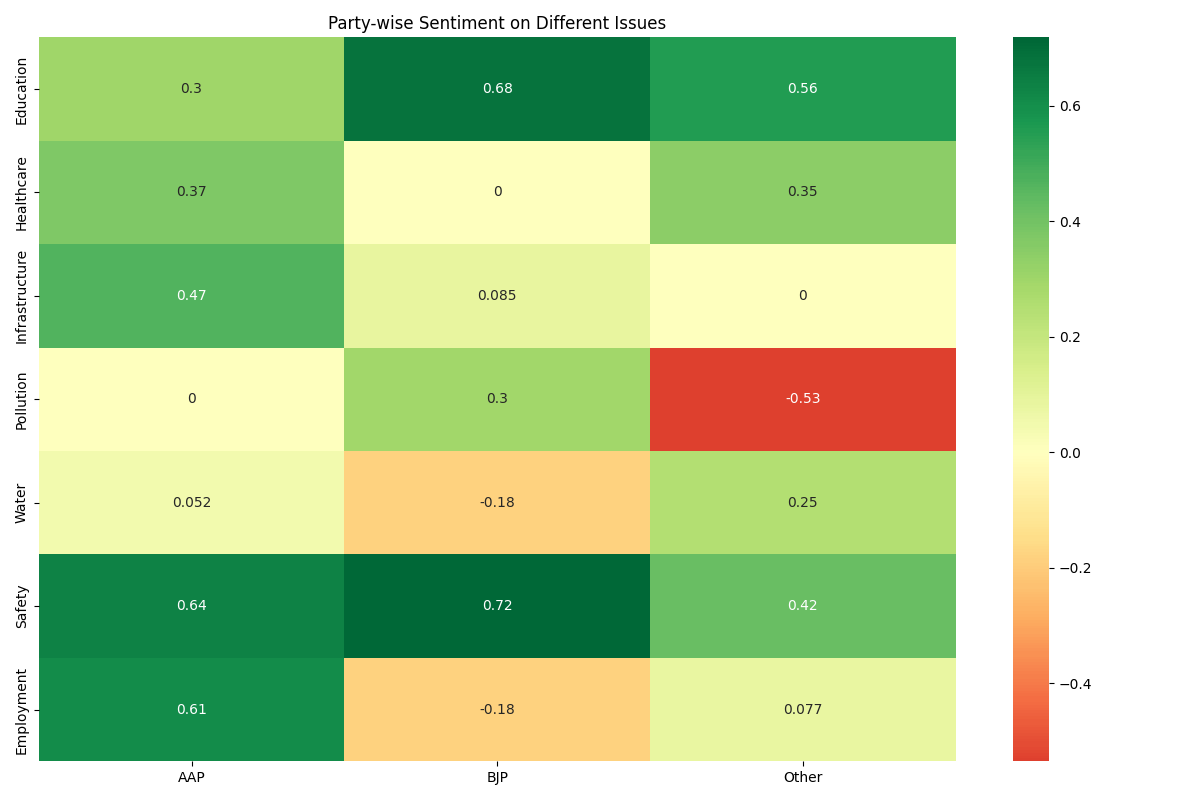 Party-wise Sentiment on Different Issues
Education 0.3 0.68 0.56
Healthcare 0.37 0 0.35
Infrastructure 0.47 0.085 0
Pollution 0 0.3 -0.53
Water 0.052 -0.18 0.25
Safety 0.64 0.72 0.42
Employment 0.61 -0.18 0.077
AAP BJP Other
0.6
0.4
0.2
0.0
−0.2
−0.4